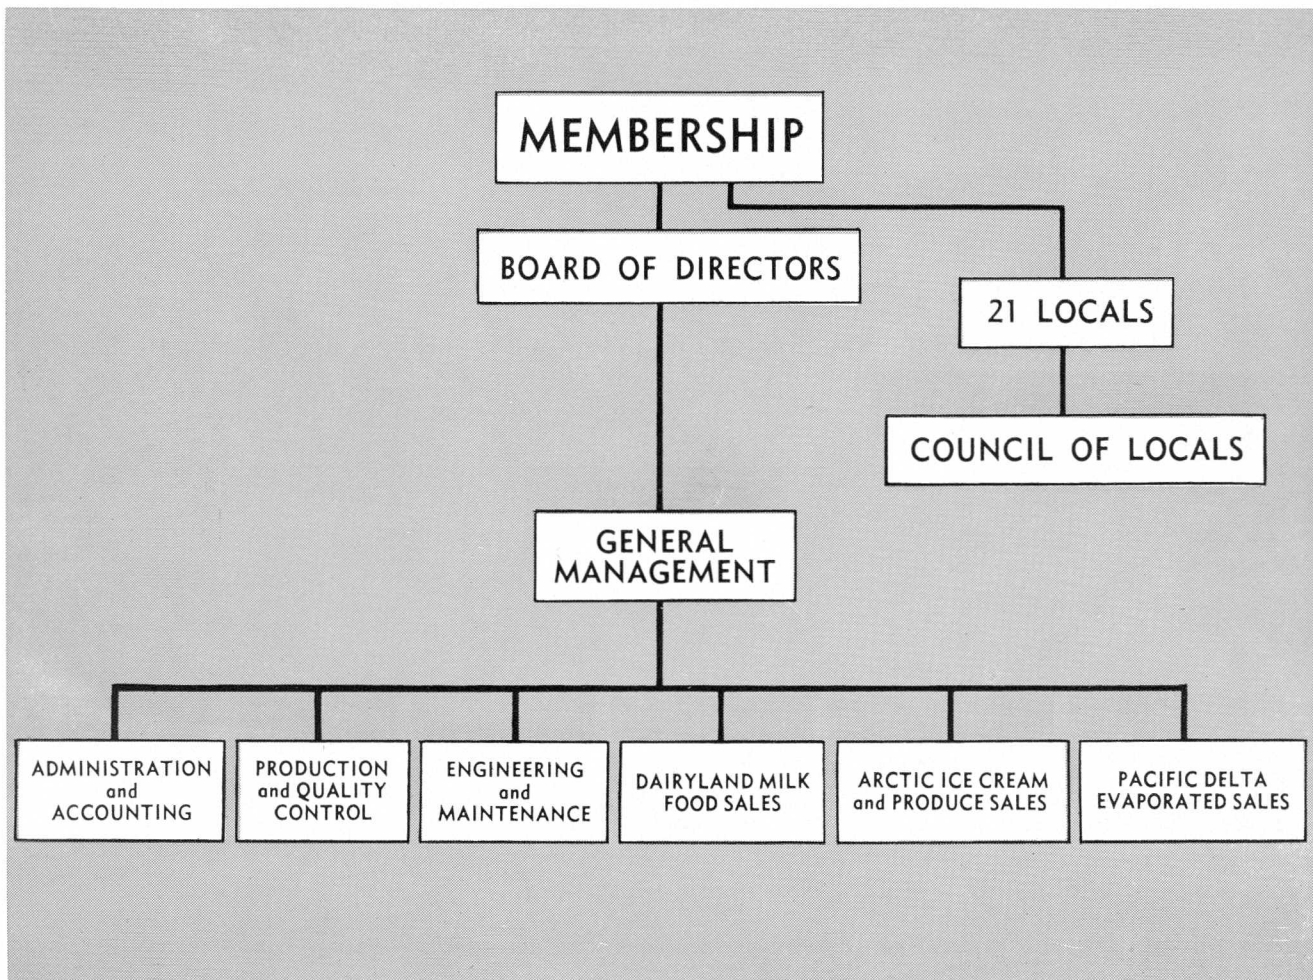 MEMBERSHIP
BOARD OF DIRECTORS
21 LOCALS
COUNCIL OF LOCALS
GENERAL
MANAGEMENT
ADMINISTRATION
and
ACCOUNTING
PRODUCTION
and QUALITY
CONTROL
ENGINEERING
and
MAINTENANCE
DAIRYLAND MILK
FOOD SALES
ARCTIC ICE CREAM
and PRODUCE SALES
PACIFIC DELTA
EVAPORATED SALES